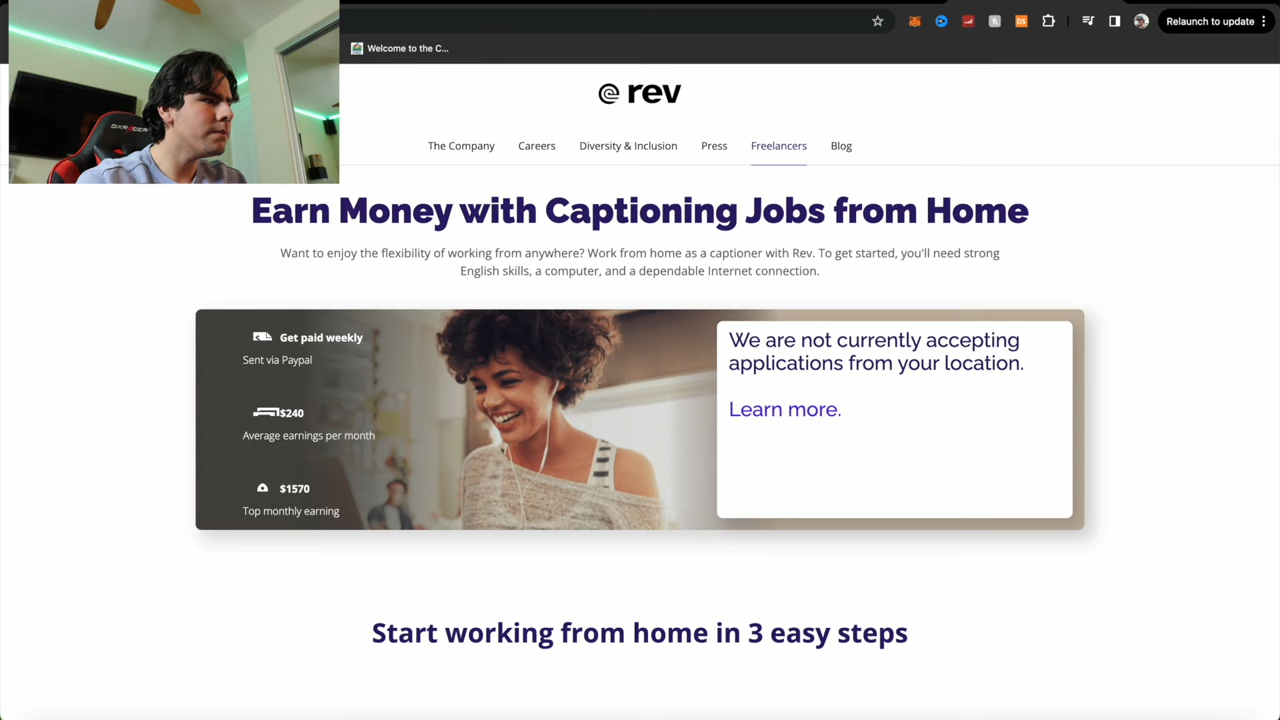 Relaunch to update
Welcome to the C...
DXRACER
rev
The Company Careers Diversity & Inclusion Press Freelancers Blog
Earn Money with Captioning Jobs from Home
Want to enjoy the flexibility of working from anywhere? Work from home as a captioner with Rev. To get started, you'll need strong
English skills, a computer, and a dependable Internet connection.
Get paid weekly
Sent via Paypal
$240
Average earnings per month
$1570
Top monthly earning
We are not currently accepting
applications from your location.
Learn more.
Start working from home in 3 easy steps